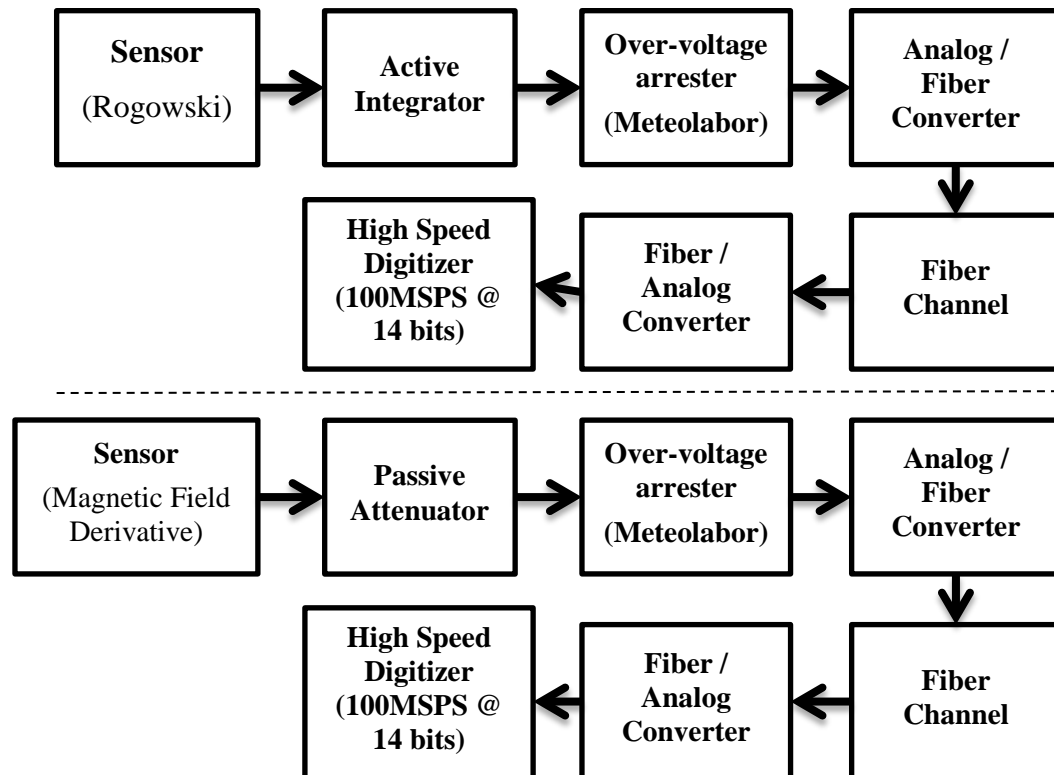 Sensor
(Rogowski)
Active
Integrator
Over-voltage
arrester
(Meteolabor)
Analog /
Fiber
Converter
High Speed
Digitizer
(100MSPS @
14 bits)
Fiber /
Analog
Converter
Fiber
Channel
Sensor
(Magnetic Field
Derivative)
Passive
Attenuator
Over-voltage
arrester
(Meteolabor)
Analog /
Fiber
Converter
High Speed
Digitizer
(100MSPS @
14 bits)
Fiber /
Analog
Converter
Fiber
Channel